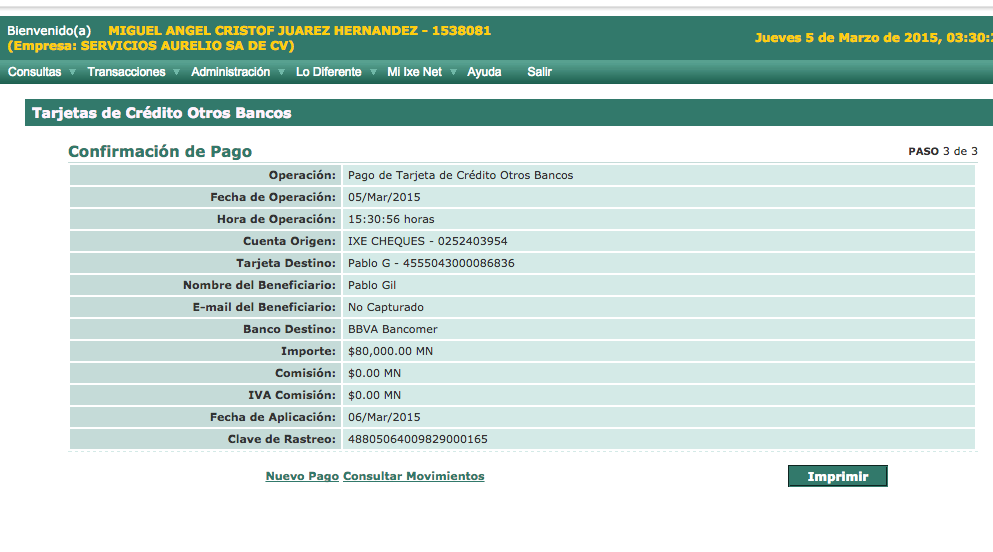 Bienvenido(a) MIGUEL ANGEL CRISTOF JUAREZ HERNANDEZ - 1538081
(Empresa: SERVICIOS AURELIO SA DE CV)
Jueves 5 de Marzo de 2015, 03:30:
Consultas Transacciones Administración Lo Diferente Mi Ixe Net Ayuda Salir
Tarjetas de Crédito Otros Bancos
Confirmación de Pago PASO 3 de 3
Operación: Pago de Tarjeta de Crédito Otros Bancos
Fecha de Operación: 05/Mar/2015
Hora de Operación: 15:30:56 horas
Cuenta Origen: IXE CHEQUES - 0252403954
Tarjeta Destino: Pablo G - 4555043000086836
Nombre del Beneficiario: Pablo Gil
E-mail del Beneficiario: No Capturado
Banco Destino: BBVA Bancomer
Importe: $80,000.00 MN
Comisión: $0.00 MN
IVA Comisión: $0.00 MN
Fecha de Aplicación: 06/Mar/2015
Clave de Rastreo: 48805064009829000165
Nuevo Pago Consultar Movimientos Imprimir